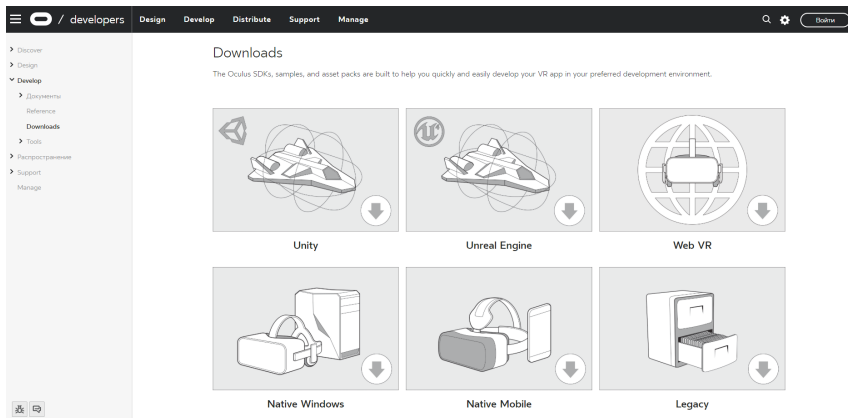 / developers Design Develop Distribute Support Manage Войти
Discover
Design
Develop
Документы
Reference
Downloads
Tools
Распространение
Support
Manage
Downloads
The Oculus SDKs, samples, and asset packs are built to help you quickly and easily develop your VR app in your preferred development environment.
Unity Unreal Engine Web VR
Native Windows Native Mobile Legacy